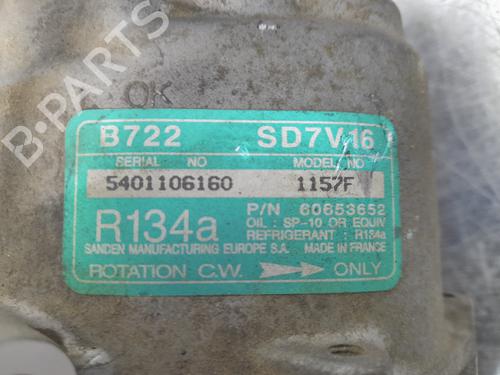 B-PARTS
OK
B722 SD7V16
SERIAL NO MODEL NO
5401106160 1157F
R134a P/N 60653652
OIL : SP-10 OR EQUIV
REFRIGERANT : R134a
SANDEN MANUFACTURING EUROPE S.A. MADE IN FRANCE
ROTATION C.W. ONLY